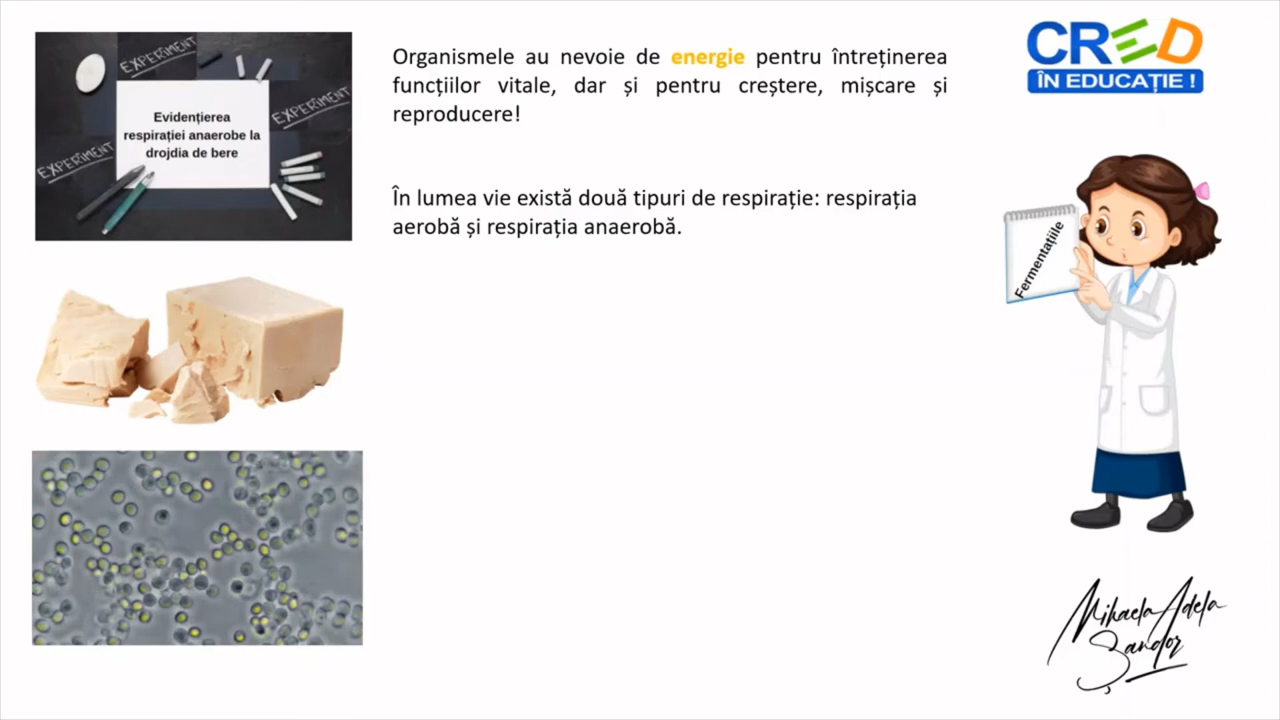 EXPERIMENT
EXPERIMENT
EXPERIMENT
Evidențierea
respirației anaerobe la
drojdia de bere
Organismele au nevoie de energie pentru întreținerea
funcțiilor vitale, dar și pentru creștere, mișcare și
reproducere!
În lumea vie există două tipuri de respirație: respirația
aerobă și respirația anaerobă.
CRED
ÎN EDUCAȚIE !
Fermentațiile
Mihaela Adela
Șandor